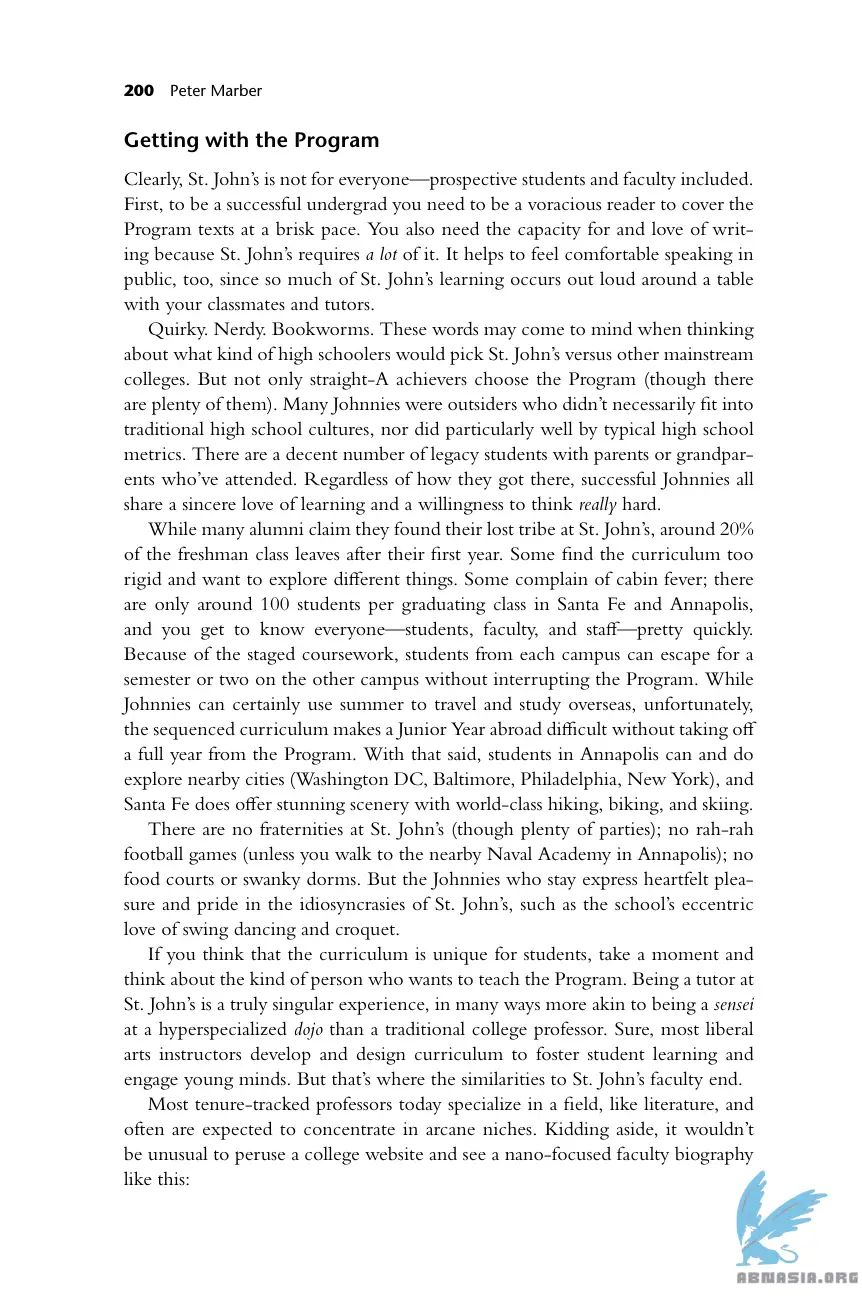 200 Peter Marber
Getting with the Program
Clearly, St. John’s is not for everyone—prospective students and faculty included.
First, to be a successful undergrad you need to be a voracious reader to cover the
Program texts at a brisk pace. You also need the capacity for and love of writ-
ing because St. John’s requires a lot of it. It helps to feel comfortable speaking in
public, too, since so much of St. John’s learning occurs out loud around a table
with your classmates and tutors.
Quirky. Nerdy. Bookworms. These words may come to mind when thinking
about what kind of high schoolers would pick St. John’s versus other mainstream
colleges. But not only straight-A achievers choose the Program (though there
are plenty of them). Many Johnnies were outsiders who didn’t necessarily fit into
traditional high school cultures, nor did particularly well by typical high school
metrics. There are a decent number of legacy students with parents or grandpar-
ents who’ve attended. Regardless of how they got there, successful Johnnies all
share a sincere love of learning and a willingness to think really hard.
While many alumni claim they found their lost tribe at St. John’s, around 20%
of the freshman class leaves after their first year. Some find the curriculum too
rigid and want to explore different things. Some complain of cabin fever; there
are only around 100 students per graduating class in Santa Fe and Annapolis,
and you get to know everyone—students, faculty, and staff—pretty quickly.
Because of the staged coursework, students from each campus can escape for a
semester or two on the other campus without interrupting the Program. While
Johnnies can certainly use summer to travel and study overseas, unfortunately,
the sequenced curriculum makes a Junior Year abroad difficult without taking off
a full year from the Program. With that said, students in Annapolis can and do
explore nearby cities (Washington DC, Baltimore, Philadelphia, New York), and
Santa Fe does offer stunning scenery with world-class hiking, biking, and skiing.
There are no fraternities at St. John’s (though plenty of parties); no rah-rah
football games (unless you walk to the nearby Naval Academy in Annapolis); no
food courts or swanky dorms. But the Johnnies who stay express heartfelt plea-
sure and pride in the idiosyncrasies of St. John’s, such as the school’s eccentric
love of swing dancing and croquet.
If you think that the curriculum is unique for students, take a moment and
think about the kind of person who wants to teach the Program. Being a tutor at
St. John’s is a truly singular experience, in many ways more akin to being a sensei
at a hyperspecialized dojo than a traditional college professor. Sure, most liberal
arts instructors develop and design curriculum to foster student learning and
engage young minds. But that’s where the similarities to St. John’s faculty end.
Most tenure-tracked professors today specialize in a field, like literature, and
often are expected to concentrate in arcane niches. Kidding aside, it wouldn’t
be unusual to peruse a college website and see a nano-focused faculty biography
like this:
ABNASIA.ORG